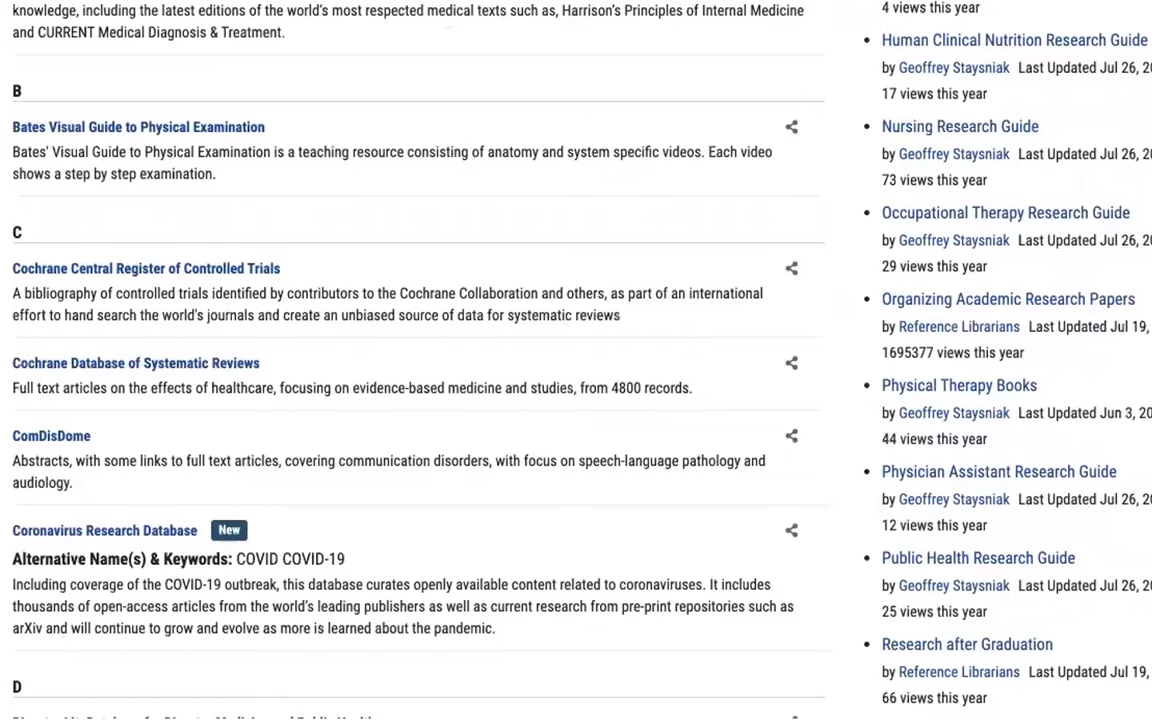 knowledge, including the latest editions of the world's most respected medical texts such as, Harrison's Principles of Internal Medicine
and CURRENT Medical Diagnosis & Treatment.
B
Bates Visual Guide to Physical Examination
Bates' Visual Guide to Physical Examination is a teaching resource consisting of anatomy and system specific videos. Each video
shows a step by step examination.
C
Cochrane Central Register of Controlled Trials
A bibliography of controlled trials identified by contributors to the Cochrane Collaboration and others, as part of an international
effort to hand search the world's journals and create an unbiased source of data for systematic reviews
Cochrane Database of Systematic Reviews
Full text articles on the effects of healthcare, focusing on evidence-based medicine and studies, from 4800 records.
ComDisDome
Abstracts, with some links to full text articles, covering communication disorders, with focus on speech-language pathology and
audiology.
Coronavirus Research Database New
Alternative Name(s) & Keywords: COVID COVID-19
Including coverage of the COVID-19 outbreak, this database curates openly available content related to coronaviruses. It includes
thousands of open-access articles from the world's leading publishers as well as current research from pre-print repositories such as
arXiv and will continue to grow and evolve as more is learned about the pandemic.
D
4 views this year
Human Clinical Nutrition Research Guide
by Geoffrey Staysniak Last Updated Jul 26,
17 views this year
Nursing Research Guide
by Geoffrey Staysniak Last Updated Jul 26,
73 views this year
Occupational Therapy Research Guide
by Geoffrey Staysniak Last Updated Jul 26,
29 views this year
Organizing Academic Research Papers
by Reference Librarians Last Updated Jul 19,
1695377 views this year
Physical Therapy Books
by Geoffrey Staysniak Last Updated Jun 3,
44 views this year
Physician Assistant Research Guide
by Geoffrey Staysniak Last Updated Jul 26,
12 views this year
Public Health Research Guide
by Geoffrey Staysniak Last Updated Jul 26,
25 views this year
Research after Graduation
by Reference Librarians Last Updated Jul 19,
66 views this year